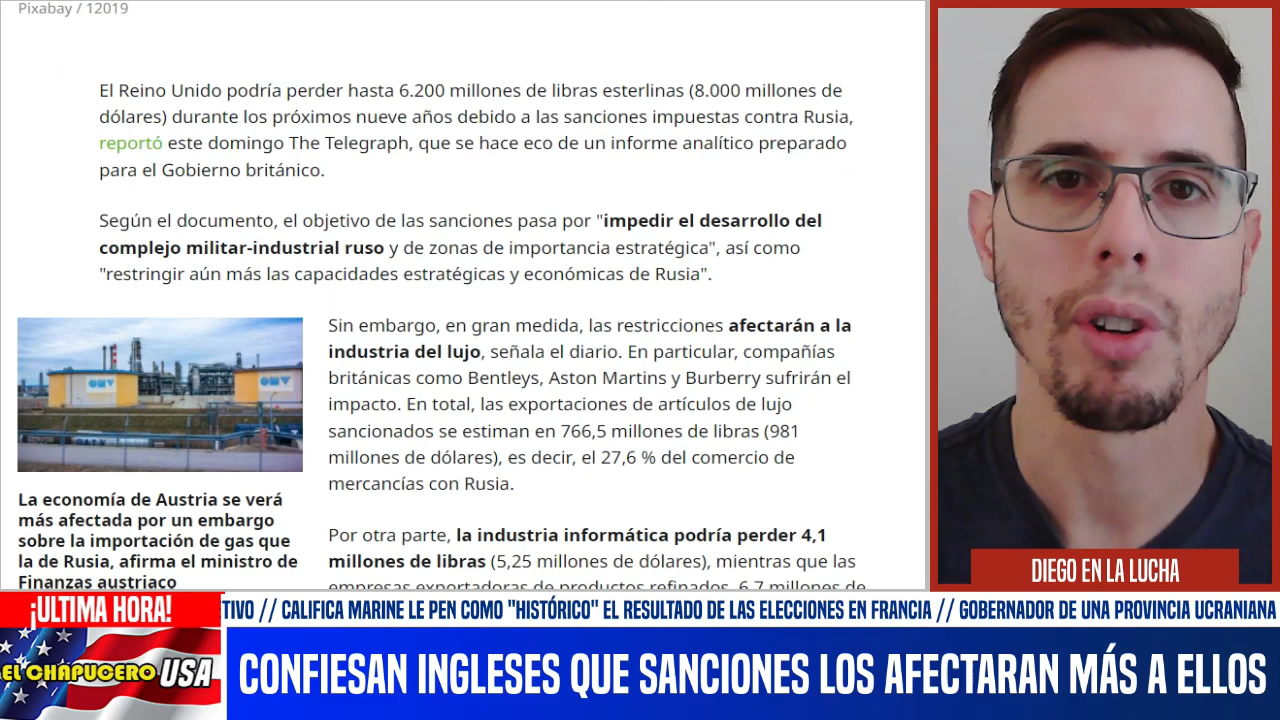 Pixabay / 12019
El Reino Unido podría perder hasta 6.200 millones de libras esterlinas (8.000 millones de
dólares) durante los próximos nueve años debido a las sanciones impuestas contra Rusia,
reportó este domingo The Telegraph, que se hace eco de un informe analítico preparado
para el Gobierno británico.
Según el documento, el objetivo de las sanciones pasa por "impedir el desarrollo del
complejo militar-industrial ruso y de zonas de importancia estratégica", así como
"restringir aún más las capacidades estratégicas y económicas de Rusia".
Sin embargo, en gran medida, las restricciones afectarán a la
industria del lujo, señala el diario. En particular, compañías
británicas como Bentleys, Aston Martins y Burberry sufrirán el
impacto. En total, las exportaciones de artículos de lujo
sancionados se estiman en 766,5 millones de libras (981
millones de dólares), es decir, el 27,6 % del comercio de
mercancías con Rusia.
Por otra parte, la industria informática podría perder 4,1
millones de libras (5,25 millones de dólares), mientras que las
empresas exportadoras de productos refinados, 6,7 millones de
OMV
OMV
La economía de Austria se verá
más afectada por un embargo
sobre la importación de gas que
la de Rusia, afirma el ministro de
Finanzas austriaco
DIEGO EN LA LUCHA
¡ULTIMA HORA!
TIVO // CALIFICA MARINE LE PEN COMO "HISTÓRICO" EL RESULTADO DE LAS ELECCIONES EN FRANCIA // GOBERNADOR DE UNA PROVINCIA UCRANIANA
EL CHAPUCERO USA
CONFIESAN INGLESES QUE SANCIONES LOS AFECTARAN MÁS A ELLOS